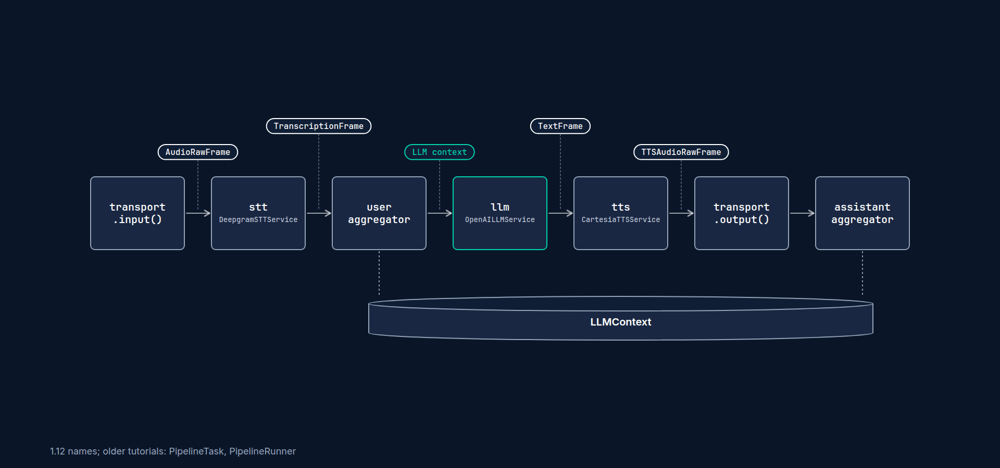 TranscriptionFrame
TextFrame
AudioRawFrame
LLM context
TTSAudioRawFrame
transport
.input()
stt
DeepgramSTTService
user
aggregator
llm
OpenAILLMService
tts
CartesiaTTSService
transport
.output()
assistant
aggregator
LLMContext
1.12 names; older tutorials: PipelineTask, PipelineRunner